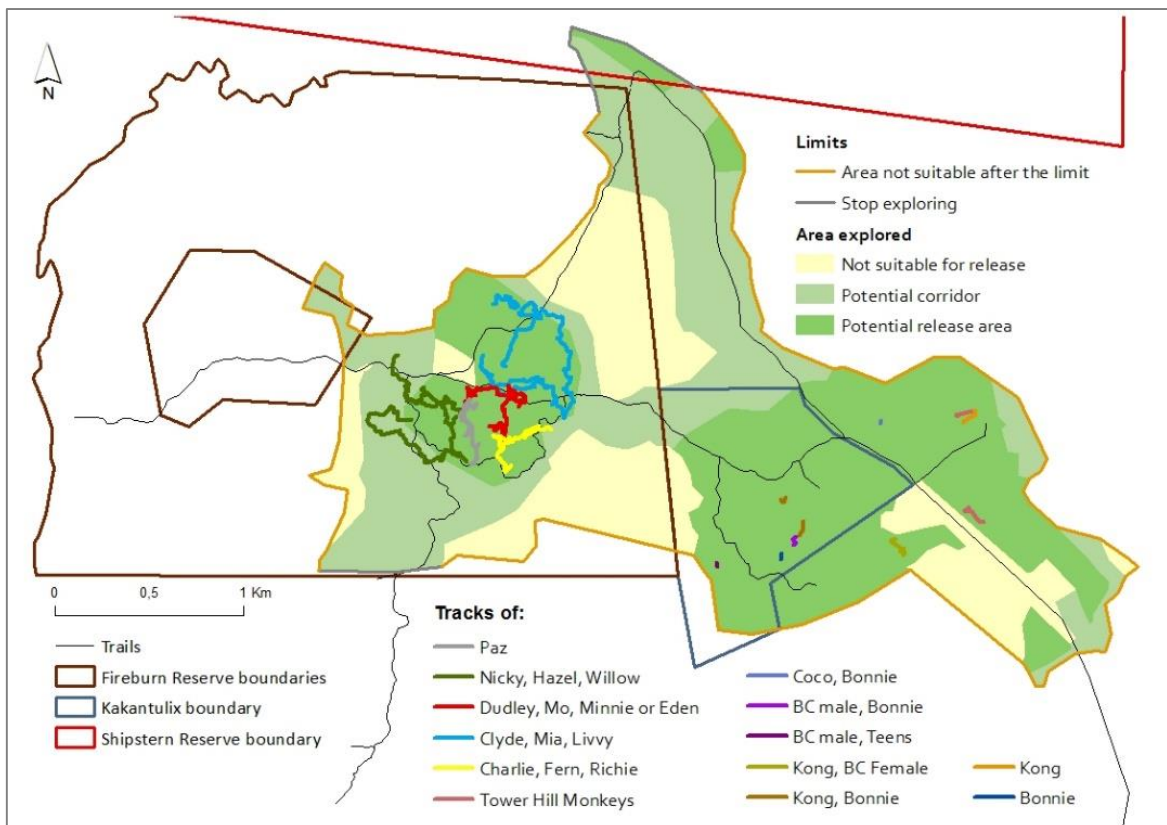 N
Limits
Area not suitable after the limit
Stop exploring
Area explored
Not suitable for release
Potential corridor
Potential release area
0 0,5 1 Km
Trails
Fireburn Reserve boundaries
Kakantulix boundary
Shipstern Reserve boundary
Tracks of:
Paz
Nicky, Hazel, Willow
Dudley, Mo, Minnie or Eden
Clyde, Mia, Livvy
Charlie, Fern, Richie
Tower Hill Monkeys
Coco, Bonnie
BC male, Bonnie
BC male, Teens
Kong, BC Female
Kong, Bonnie
Kong
Bonnie